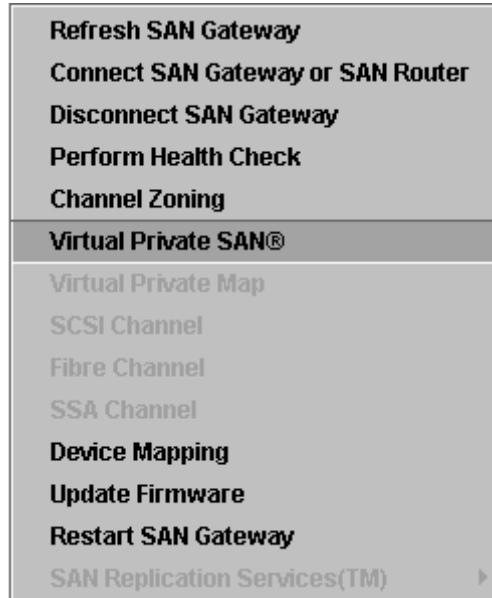 Refresh SAN Gateway
Connect SAN Gateway or SAN Router
Disconnect SAN Gateway
Perform Health Check
Channel Zoning
Virtual Private SAN®
Virtual Private Map
SCSI Channel
Fibre Channel
SSA Channel
Device Mapping
Update Firmware
Restart SAN Gateway
SAN Replication Services(TM)